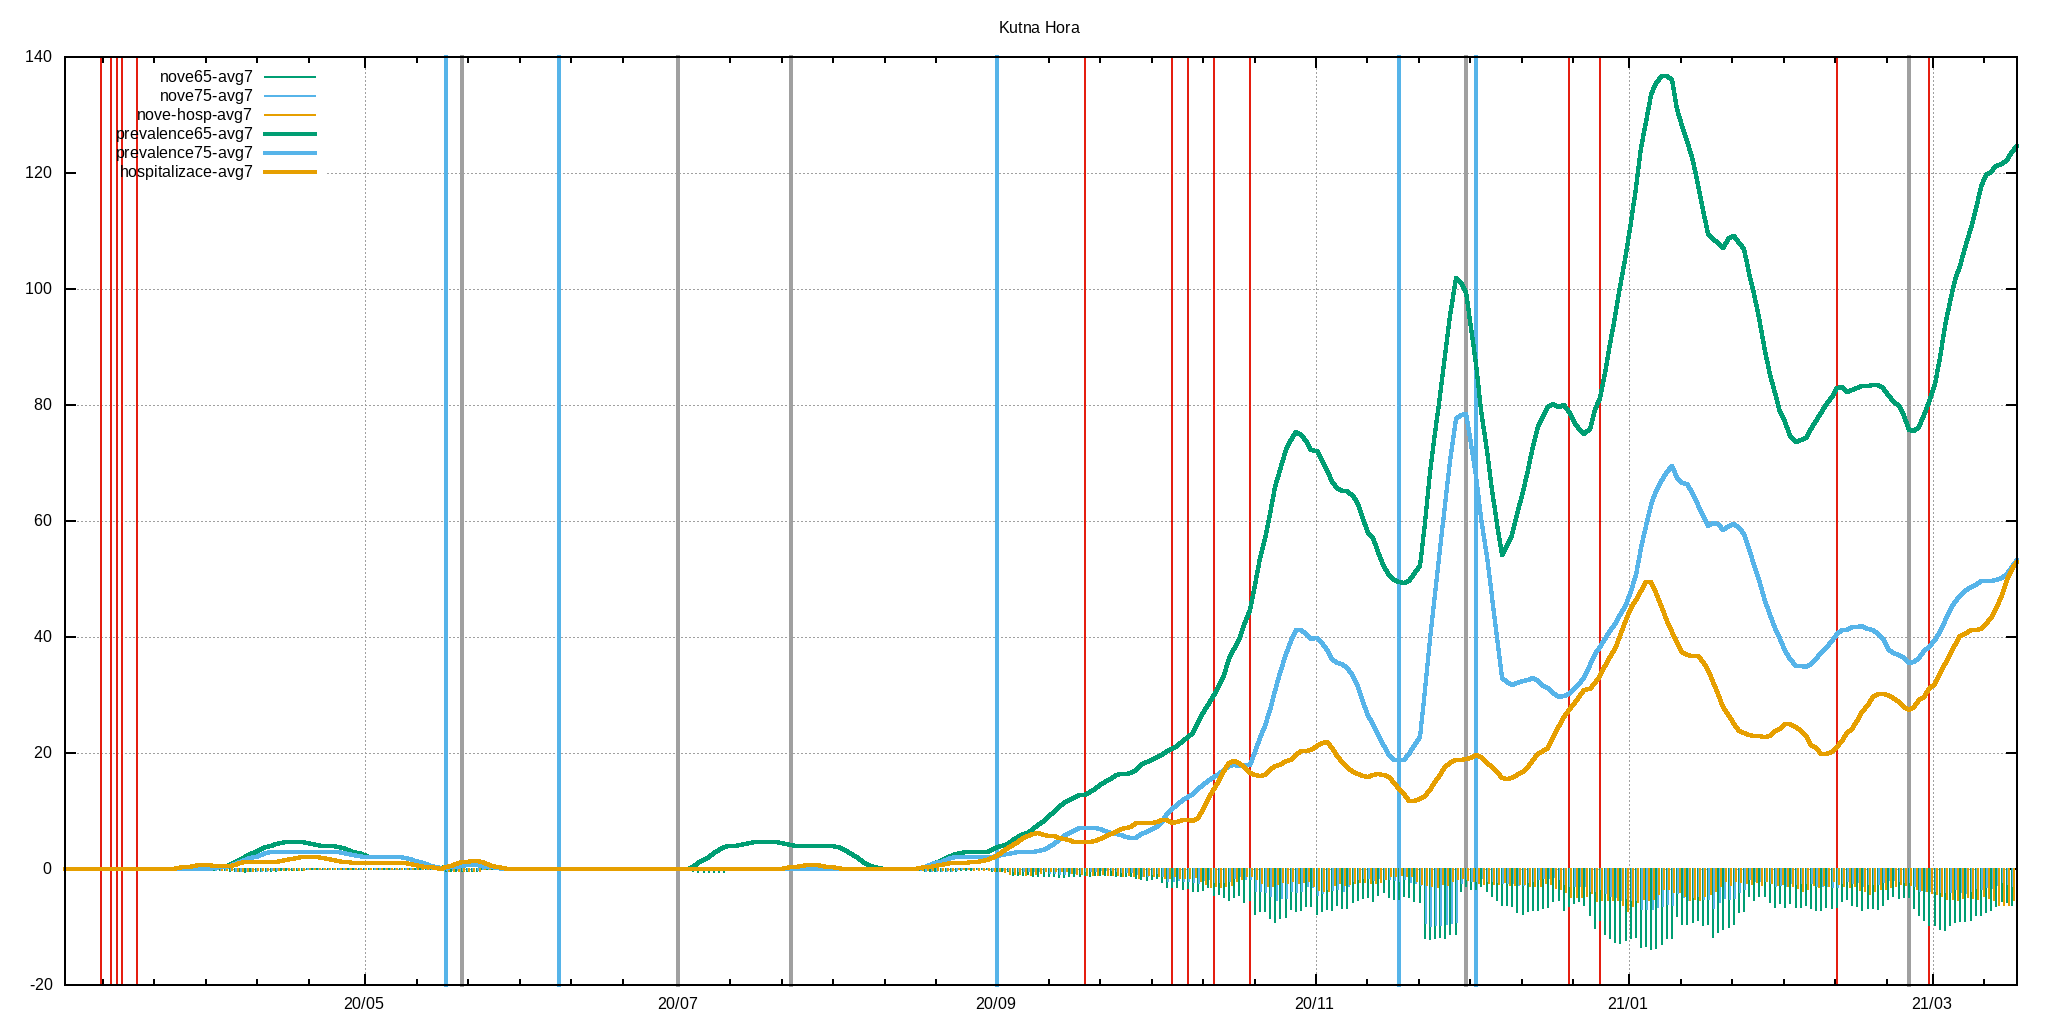 Kutna Hora
140
120
100
80
60
40
20
0
-20
nove65-avg7
nove75-avg7
nove-hosp-avg7
prevalence65-avg7
prevalence75-avg7
hospitalizace-avg7
20/05 20/07 20/09 20/11 21/01 21/03